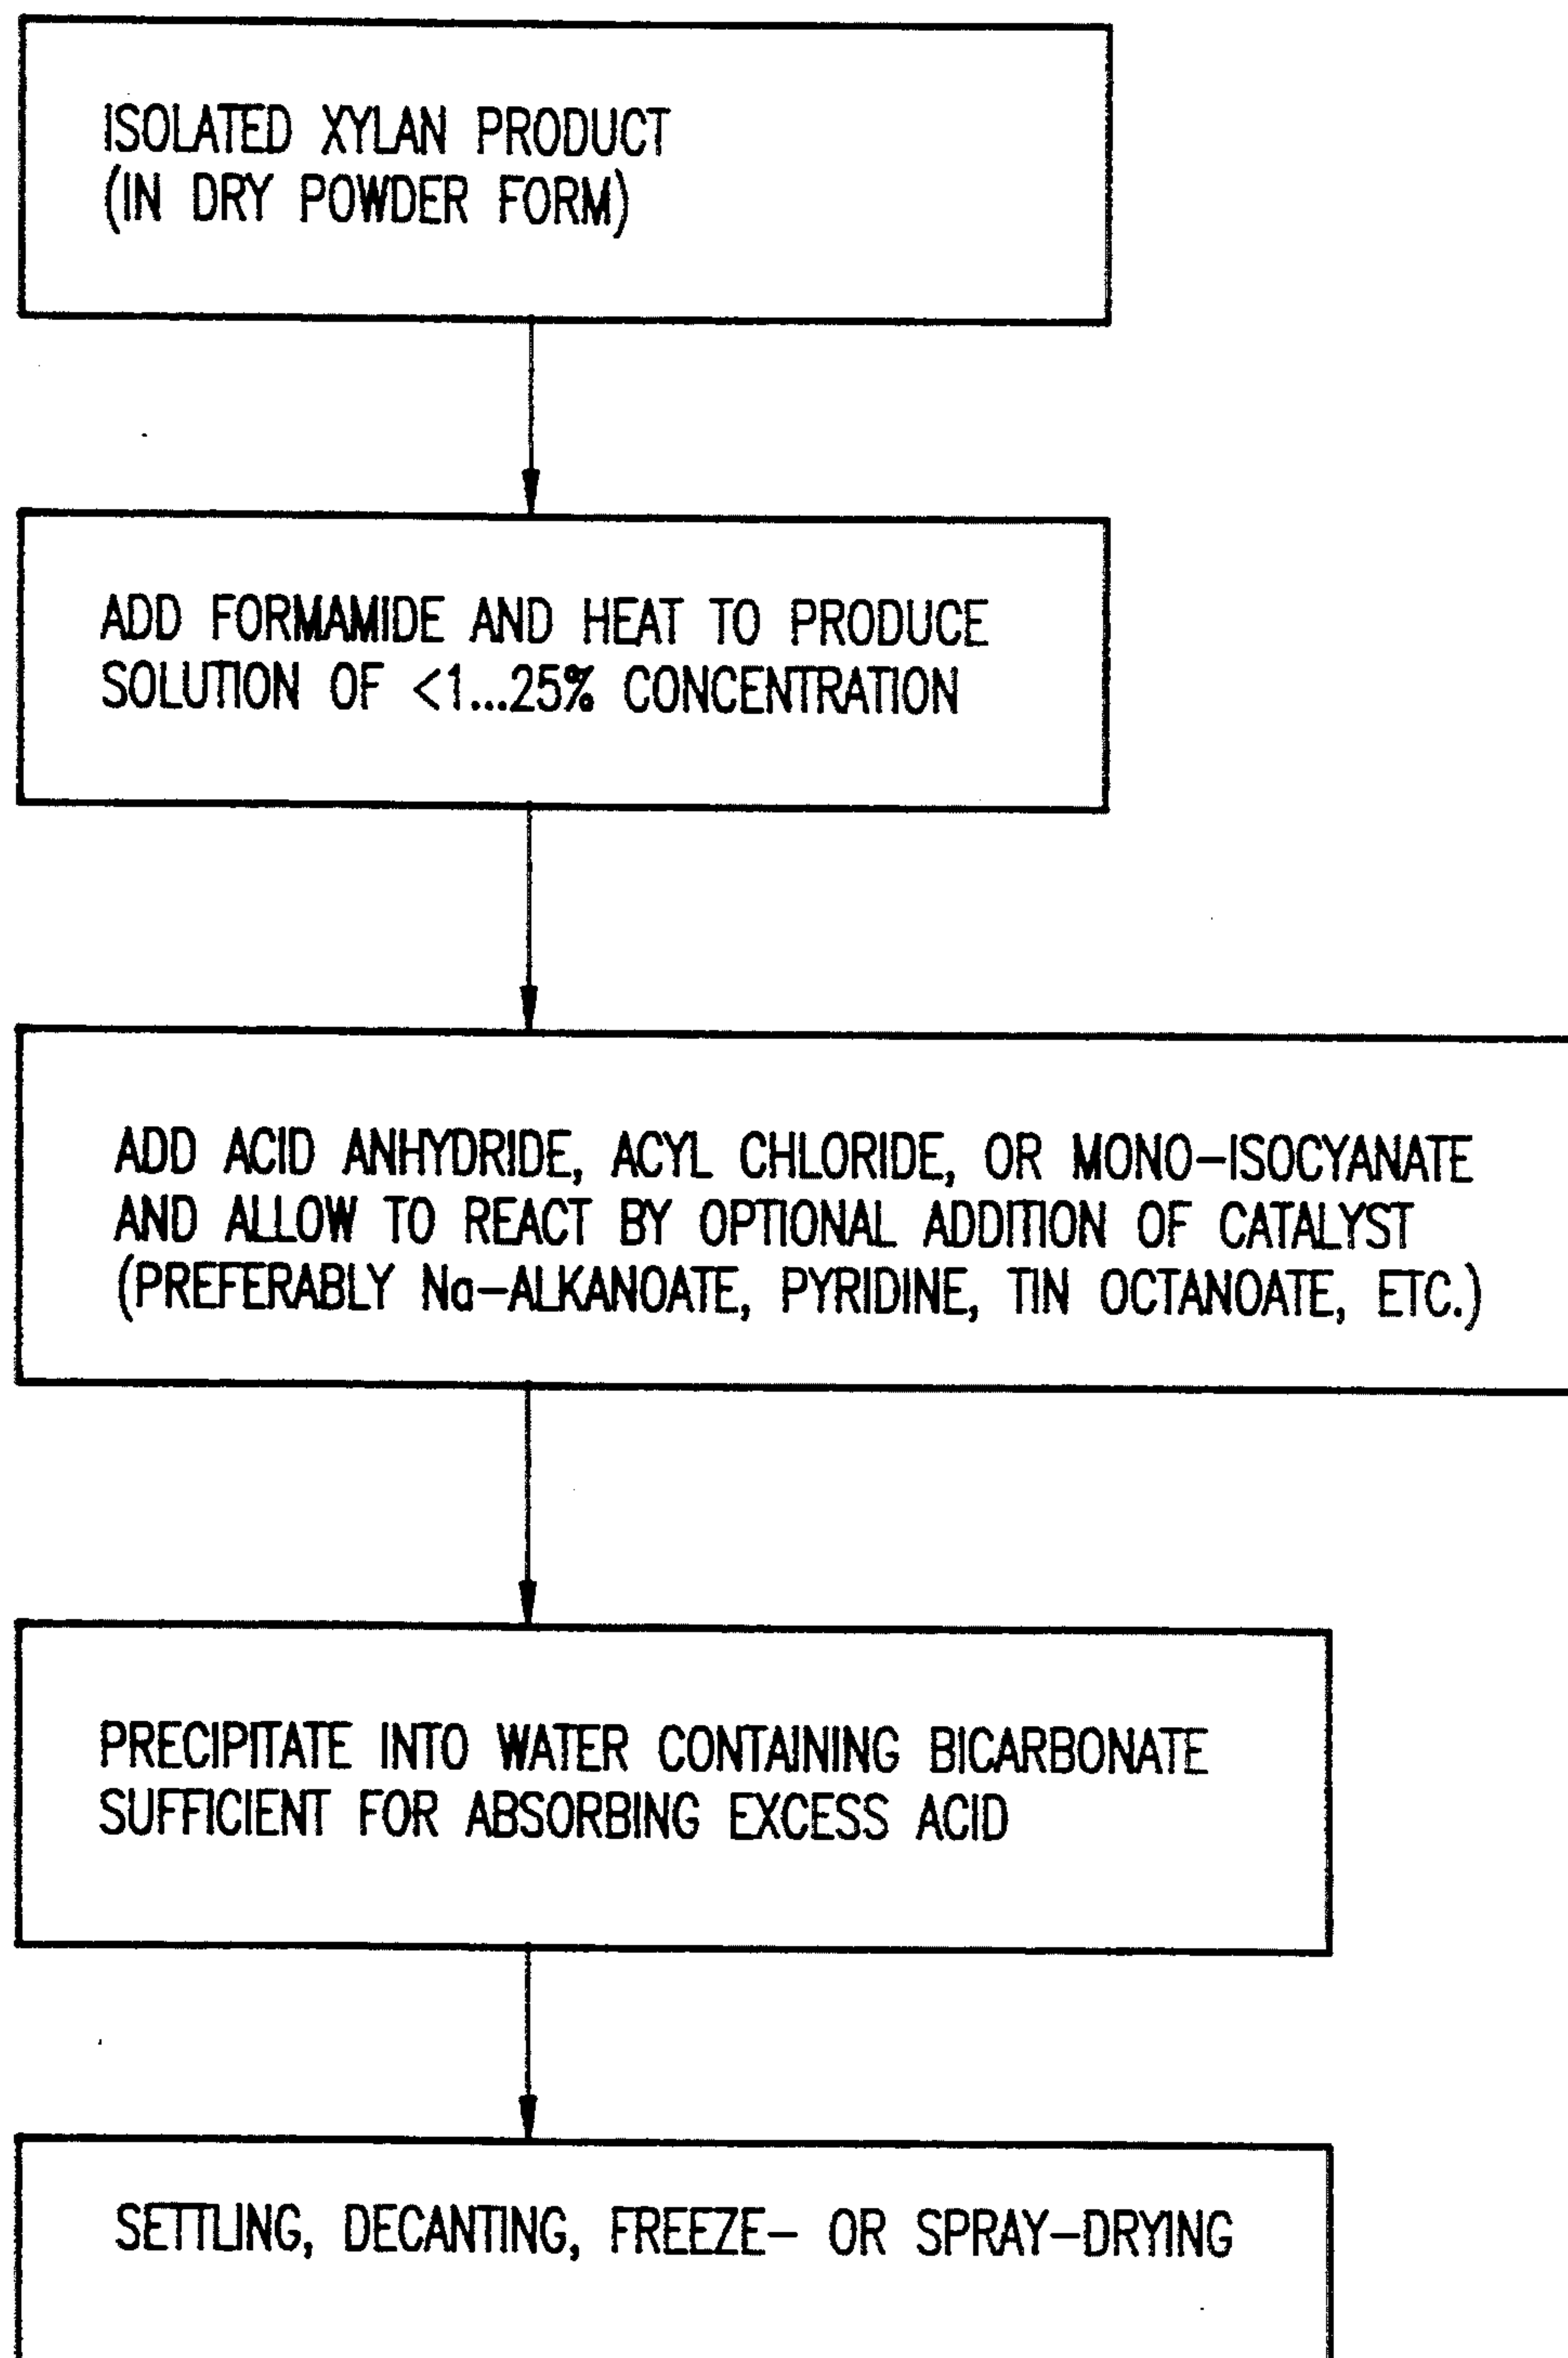 ISOLATED XYLAN PRODUCT
(IN DRY POWDER FORM)
ADD FORMAMIDE AND HEAT TO PRODUCE
SOLUTION OF <1...25% CONCENTRATION
ADD ACID ANHYDRIDE, ACYL CHLORIDE, OR MONO-ISOCYANATE
AND ALLOW TO REACT BY OPTIONAL ADDITION OF CATALYST
(PREFERABLY Na-ALKANOATE, PYRIDINE, TIN OCTANOATE, ETC.)
PRECIPITATE INTO WATER CONTAINING BICARBONATE
SUFFICIENT FOR ABSORBING EXCESS ACID
SETTLING, DECANTING, FREEZE- OR SPRAY-DRYING